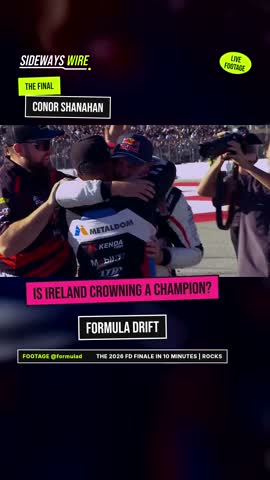 SIDEWAYS WIRE.
LIVE
FOOTAGE
THE FINAL
CONOR SHANAHAN
METALDOM
KENDA
IS IRELAND CROWNING A CHAMPION?
FORMULA DRIFT
FOOTAGE @formulad THE 2026 FD FINALE IN 10 MINUTES | ROCKS